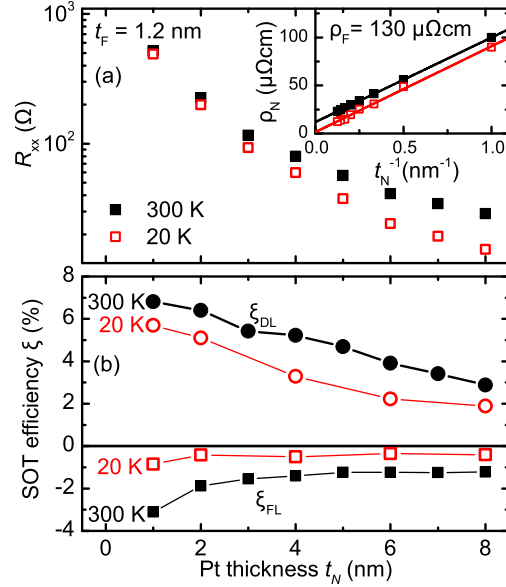 10³
t_F = 1.2 nm
(a)
R_xx (Ω)
10²
300 K
20 K
ρ_F= 130 μΩcm
ρ_N (μΩcm)
100
50
0
0.0
0.5
1.0
t_N⁻¹(nm⁻¹)
8
300 K
ξ_DL
6
20 K
(b)
4
2
0
SOT efficiency ξ (%)
20 K
-2
ξ_FL
300 K
-4
0 2 4 6 8
Pt thickness t_N (nm)